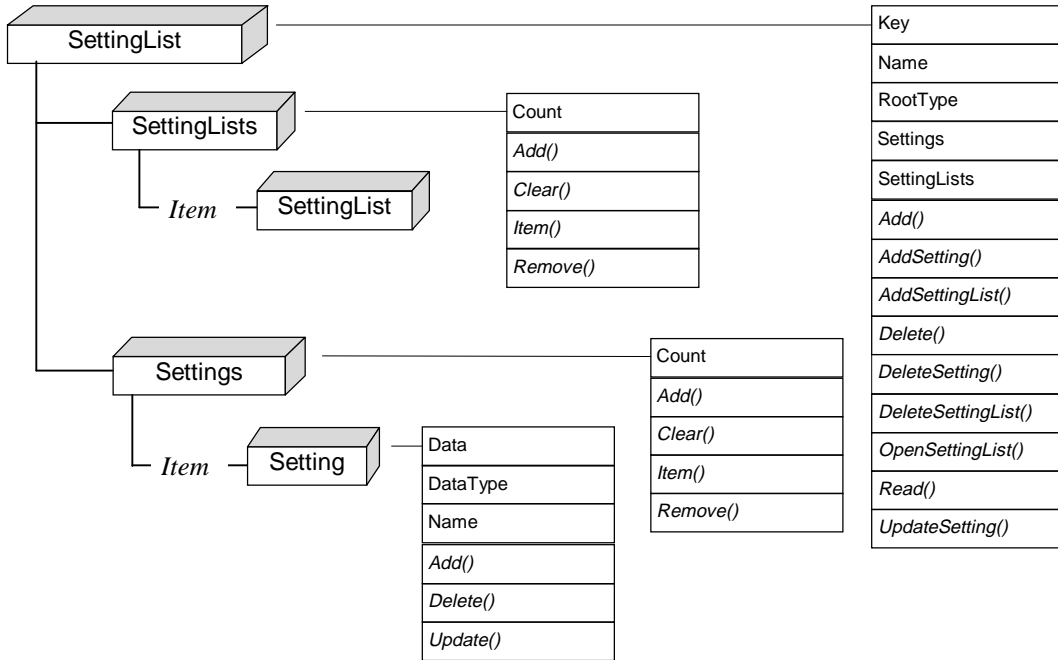 SettingList
SettingLists
Item
SettingList
Settings
Item
Setting
Count
Add()
Clear()
Item()
Remove()
Data
DataType
Name
Add()
Delete()
Update()
Count
Add()
Clear()
Item()
Remove()
Key
Name
RootType
Settings
SettingLists
Add()
AddSetting()
AddSettingList()
Delete()
DeleteSetting()
DeleteSettingList()
OpenSettingList()
Read()
UpdateSetting()